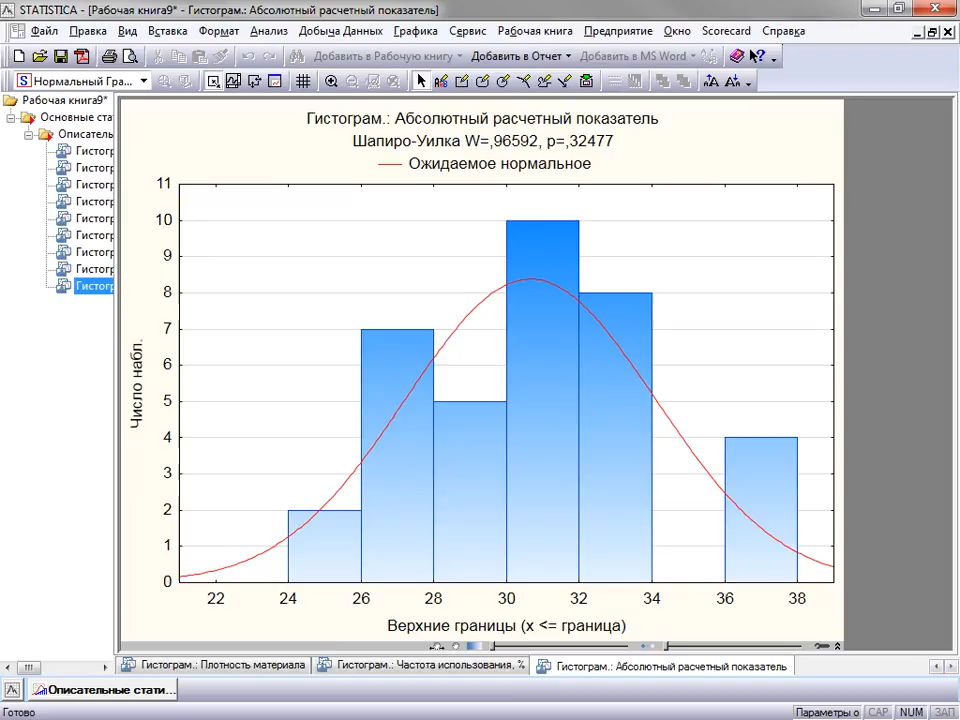 STATISTICA - [Рабочая книга9* - Гистограм.: Абсолютный расчетный показатель]
Файл Правка Вид Вставка Формат Анализ Добыча Данных Графика Сервис Рабочая книга Предприятие Окно Scorecard Справка
Добавить в Рабочую книгу Добавить в Отчет Добавить в MS Word
Нормальный Гра...
Рабочая книга9*
Основные ста
Описатель
Гистогр
Гистогр
Гистогр
Гистогр
Гистогр
Гистогр
Гистогр
Гистогр
Гистогр
Гистограм.: Абсолютный расчетный показатель
Шапиро-Уилка W=,96592, p=,32477
Ожидаемое нормальное
11
10
9
8
7
6
5
4
3
2
1
0
Число набл.
22 24 26 28 30 32 34 36 38
Верхние границы (x <= граница)
Гистограм.: Плотность материала Гистограм.: Частота использования, % Гистограм.: Абсолютный расчетный показатель
Описательные стати...
Готово Параметры о CAP NUM ЗАП